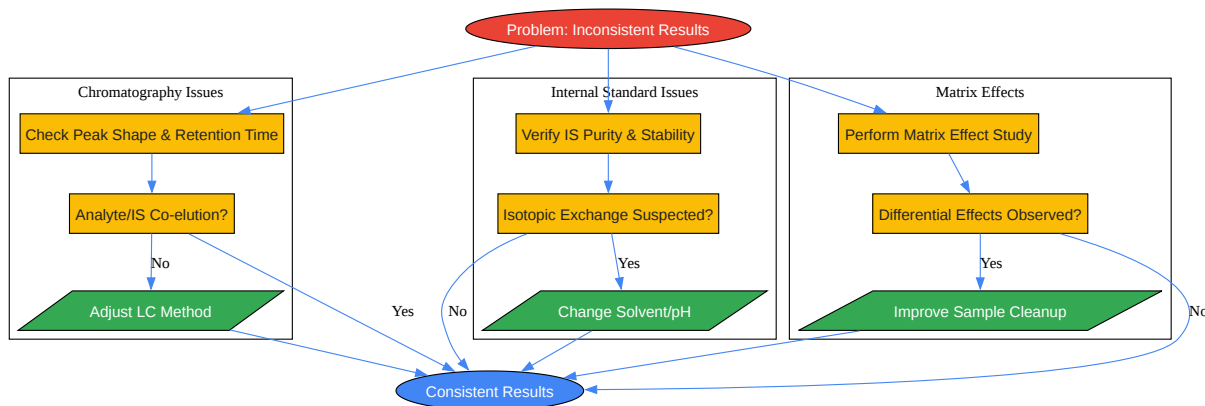 Problem: Inconsistent Results
Chromatography Issues
Internal Standard Issues
Matrix Effects
Check Peak Shape & Retention Time
Verify IS Purity & Stability
Perform Matrix Effect Study
Analyte/IS Co-elution?
Isotopic Exchange Suspected?
Differential Effects Observed?
No
Yes
Yes
Adjust LC Method
Yes
No
Change Solvent/pH
Improve Sample Cleanup
No
Consistent Results